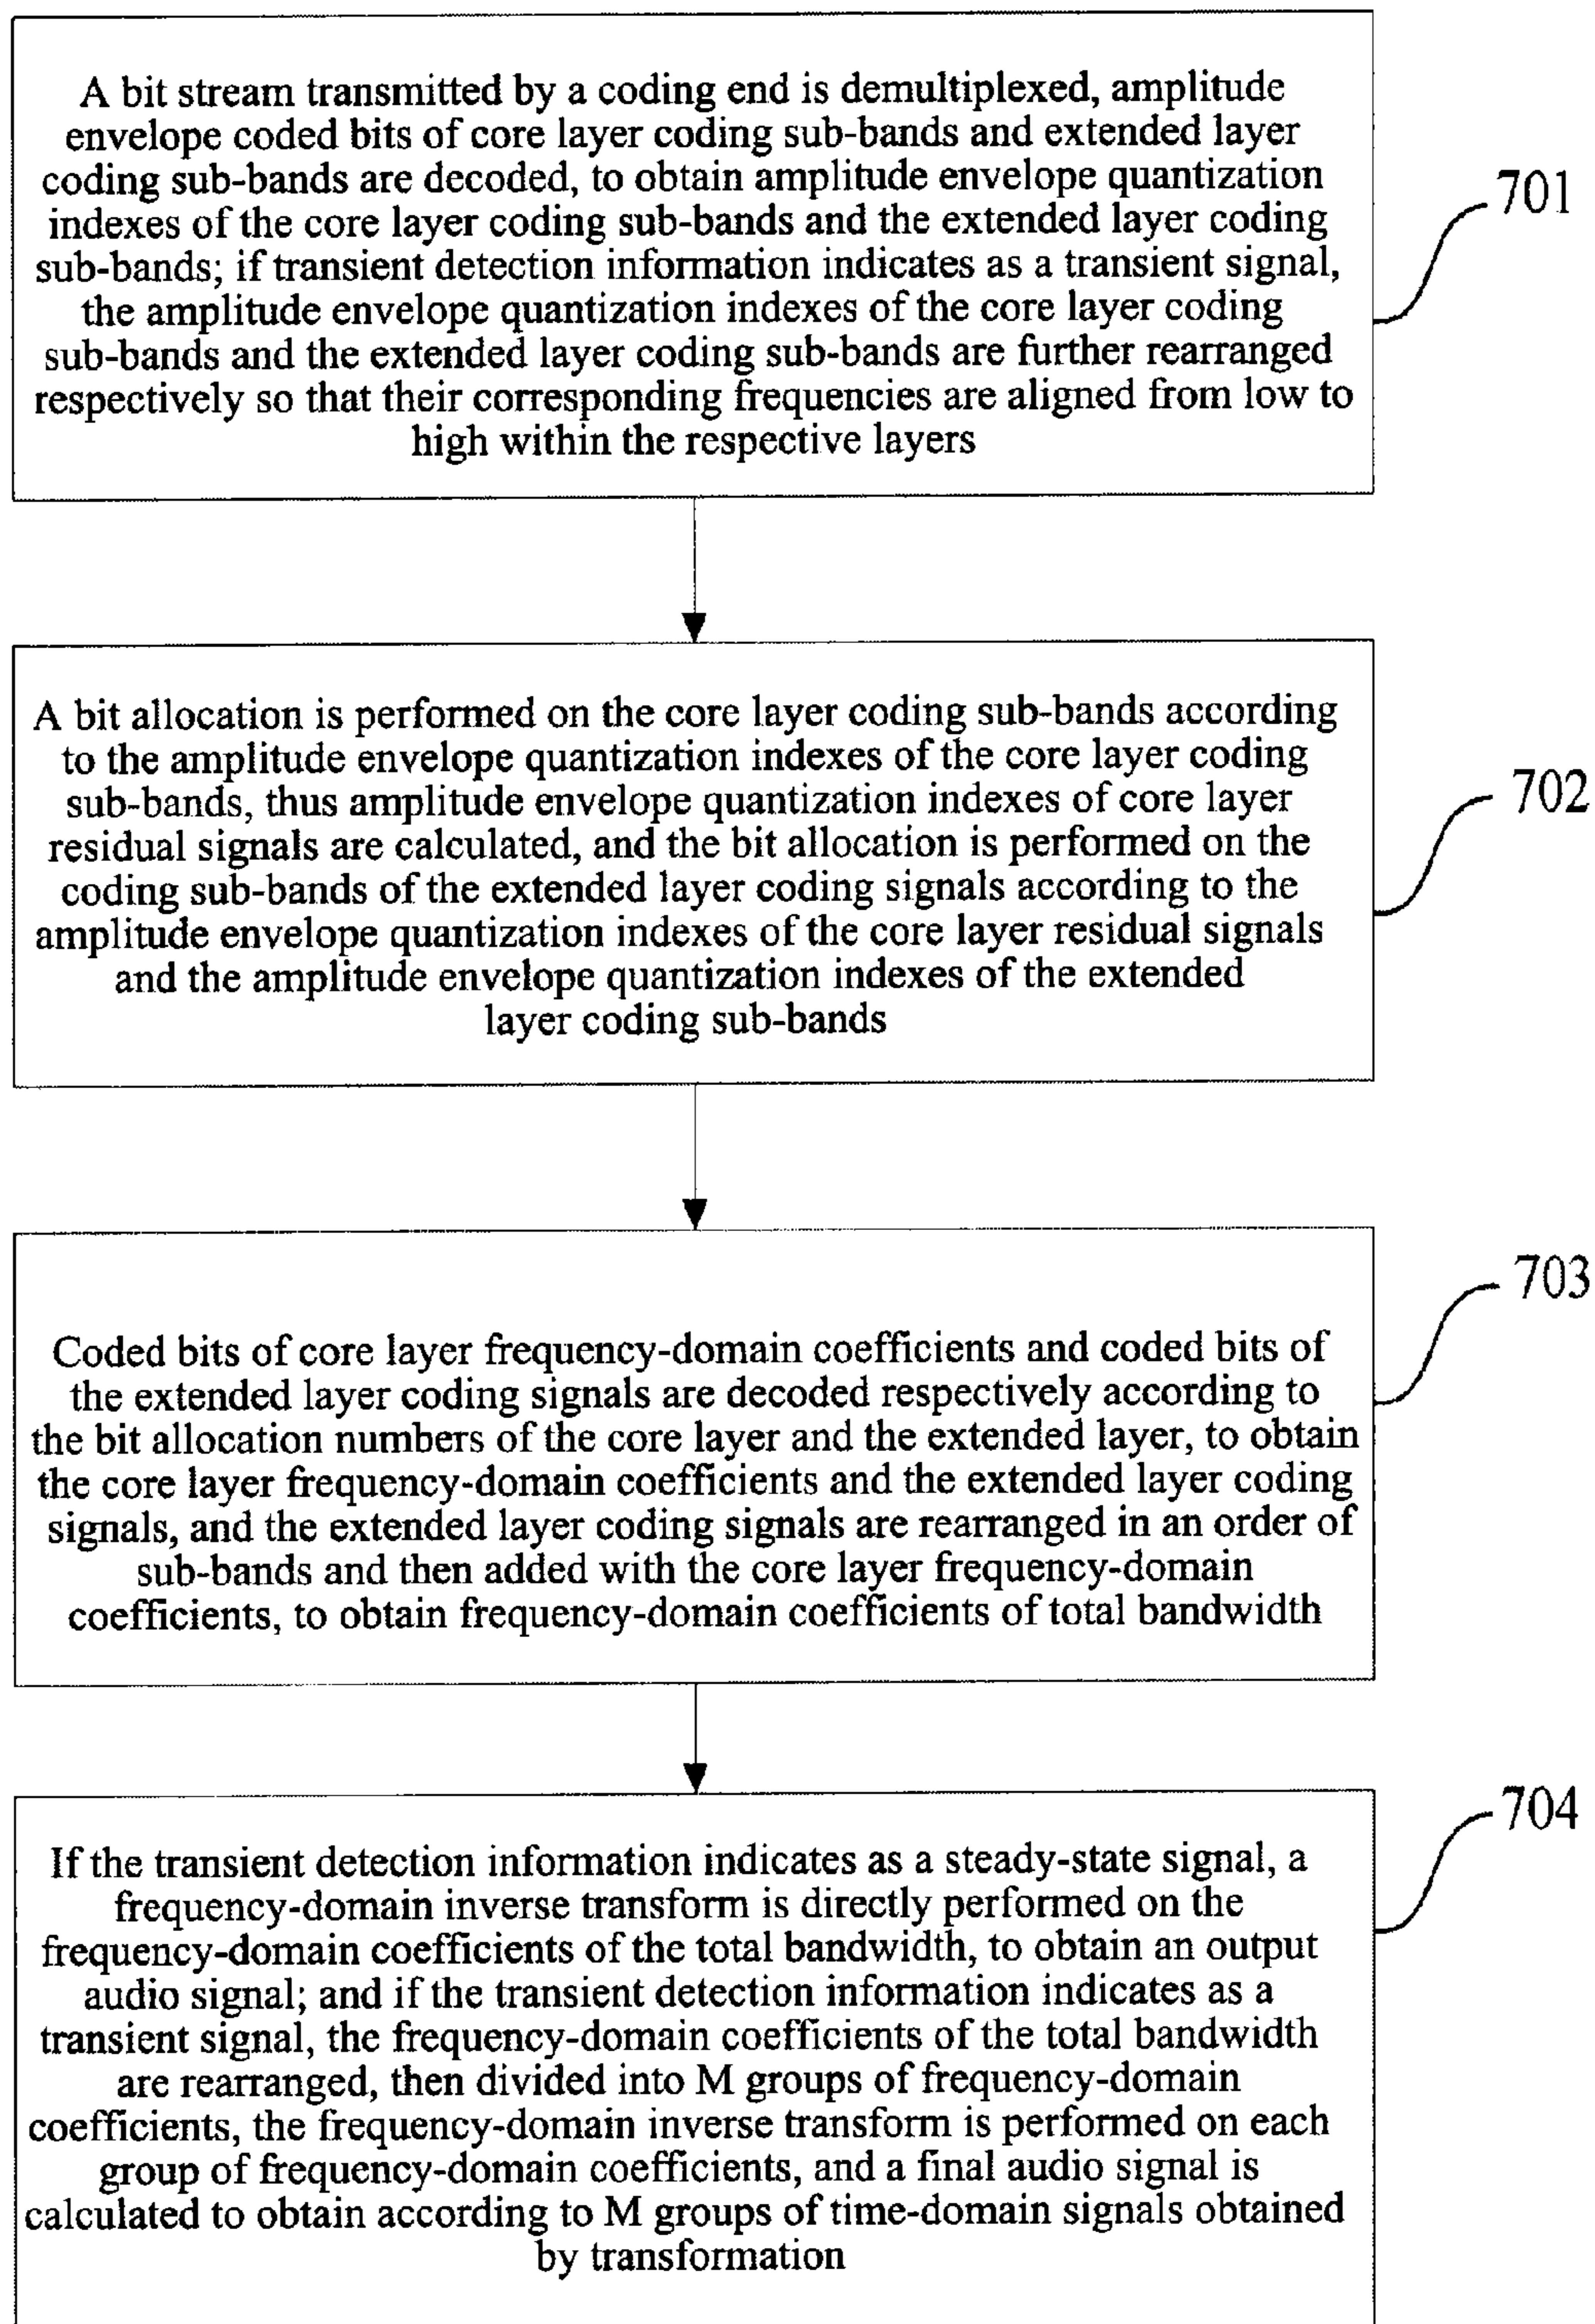 A bit stream transmitted by a coding end is demultiplexed, amplitude
envelope coded bits of core layer coding sub-bands and extended layer
coding sub-bands are decoded, to obtain amplitude envelope quantization
indexes of the core layer coding sub-bands and the extended layer coding
sub-bands; if transient detection information indicates as a transient signal,
the amplitude envelope quantization indexes of the core layer coding
sub-bands and the extended layer coding sub-bands are further rearranged
respectively so that their corresponding frequencies are aligned from low to
high within the respective layers
701
A bit allocation is performed on the core layer coding sub-bands according
to the amplitude envelope quantization indexes of the core layer coding
sub-bands, thus amplitude envelope quantization indexes of core layer
residual signals are calculated, and the bit allocation is performed on the
coding sub-bands of the extended layer coding signals according to the
amplitude envelope quantization indexes of the core layer residual signals
and the amplitude envelope quantization indexes of the extended
layer coding sub-bands
702
Coded bits of core layer frequency-domain coefficients and coded bits of
the extended layer coding signals are decoded respectively according to
the bit allocation numbers of the core layer and the extended layer, to obtain
the core layer frequency-domain coefficients and the extended layer coding
signals, and the extended layer coding signals are rearranged in an order of
sub-bands and then added with the core layer frequency-domain
coefficients, to obtain frequency-domain coefficients of total bandwidth
703
If the transient detection information indicates as a steady-state signal, a
frequency-domain inverse transform is directly performed on the
frequency-domain coefficients of the total bandwidth, to obtain an output
audio signal; and if the transient detection information indicates as a
transient signal, the frequency-domain coefficients of the total bandwidth
are rearranged, then divided into M groups of frequency-domain
coefficients, the frequency-domain inverse transform is performed on each
group of frequency-domain coefficients, and a final audio signal is
calculated to obtain according to M groups of time-domain signals obtained
by transformation
704